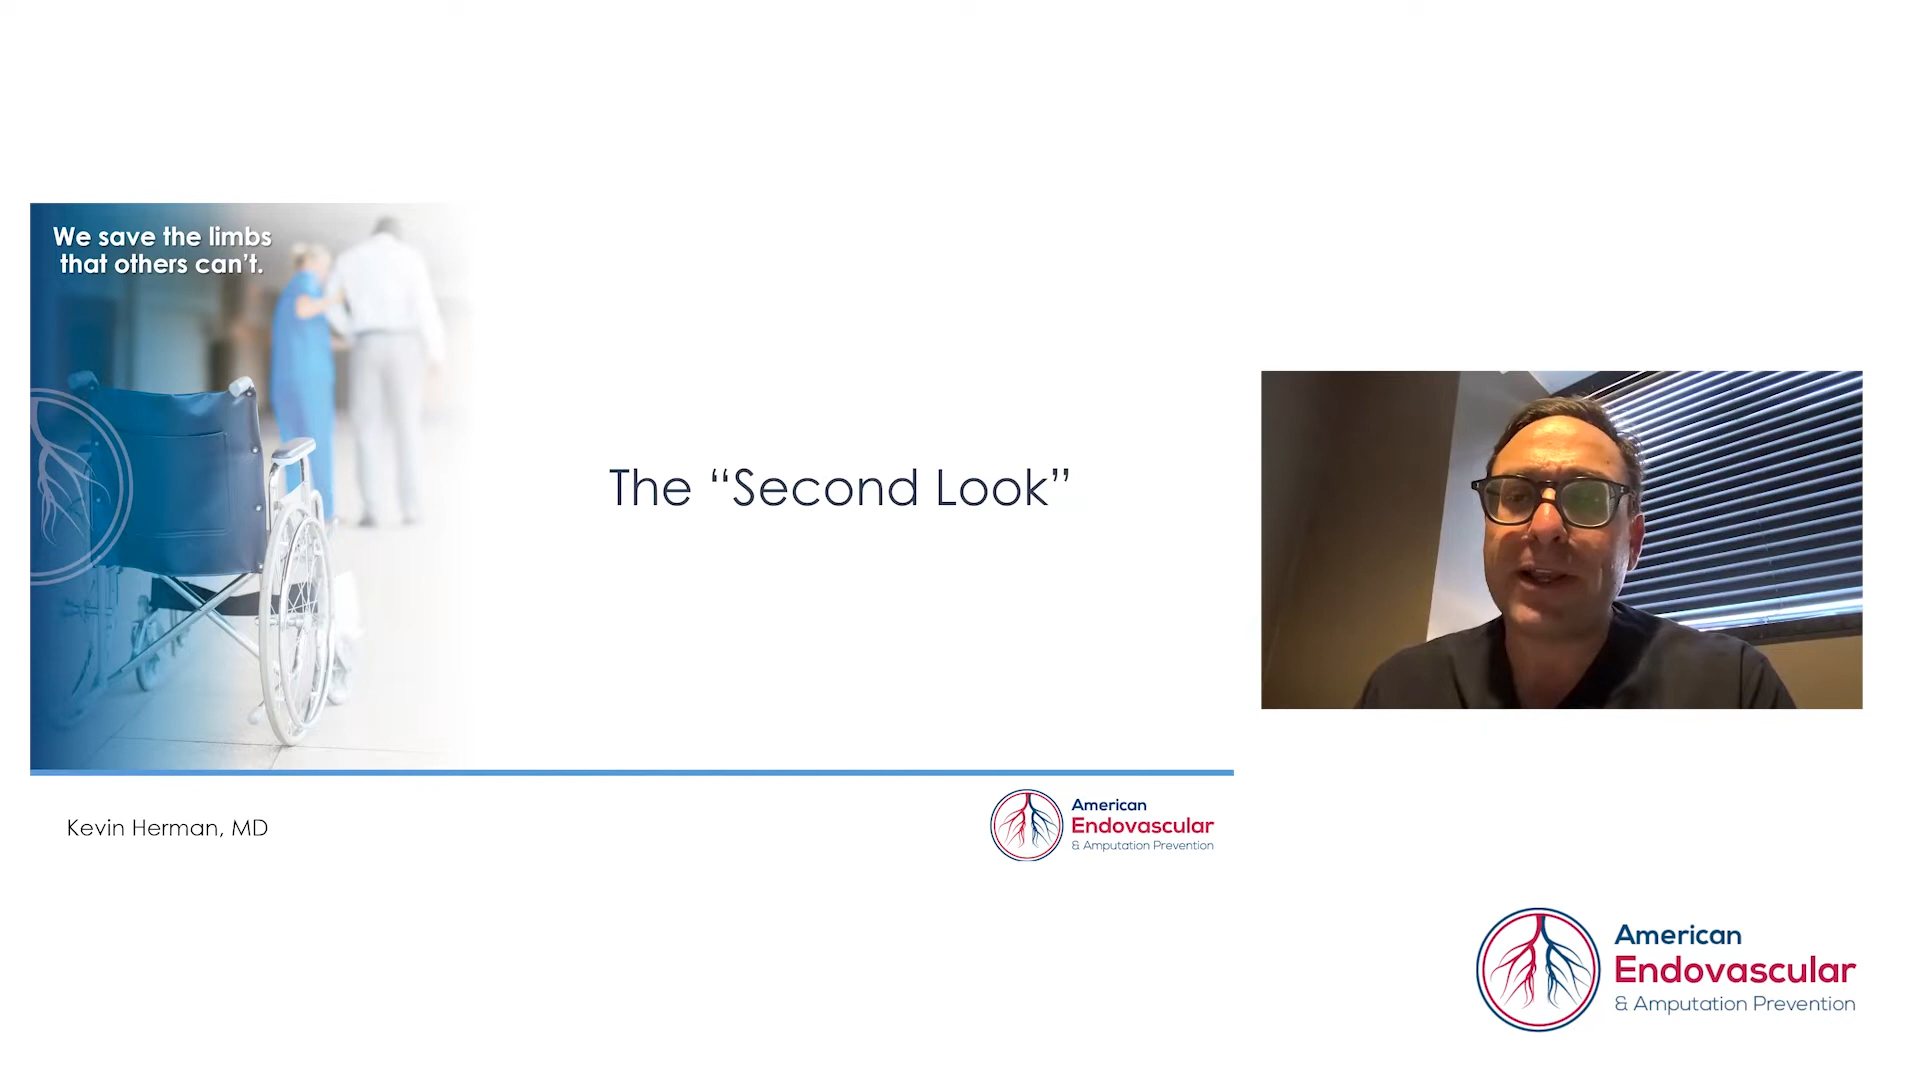 We save the limbs
that others can't.
The “Second Look”
Kevin Herman, MD
American
Endovascular
& Amputation Prevention
American
Endovascular
& Amputation Prevention